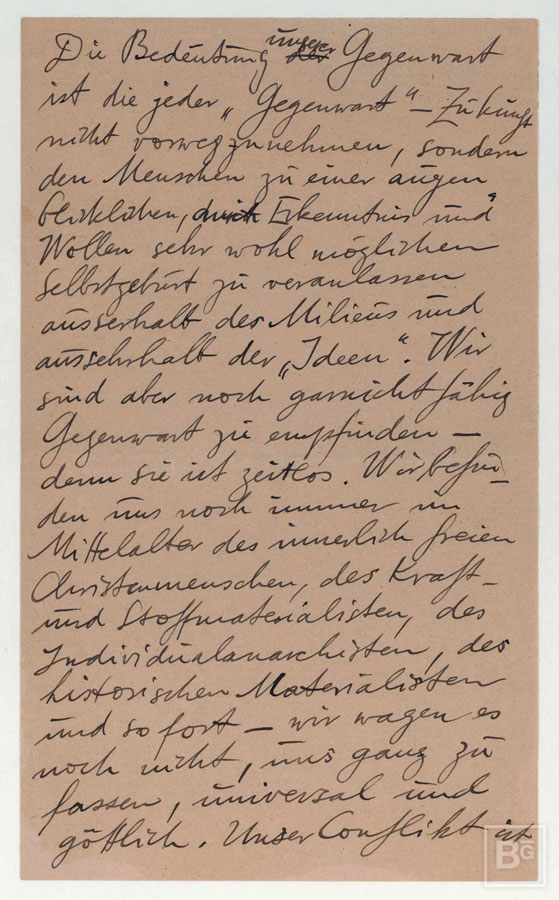 Die Bedeutung unserer Gegenwart
ist die jeder „Gegenwart“ – Zukunft
nicht vorwegzunehmen, sondern
den Menschen zu einer augen
blicklichen, durch Erkenntnis und
Wollen sehr wohl möglichen
Selbstgeburt zu veranlassen
ausserhalb des Milieus und
ausserhalb der „Ideen“. Wir
sind aber noch garnicht fähig
Gegenwart zu empfinden –
denn sie ist zeitlos. Wir befin–
den uns noch immer im
Mittelalter des innerlich freien
Christenmenschen, des Kraft–
und Stoffmaterialisten, des
Individualanarchisten, des
historischen Materialisten
und so fort – wir wagen es
noch nicht, uns ganz zu
fassen, universal und
göttlich. Unser Conflikt ist
BG